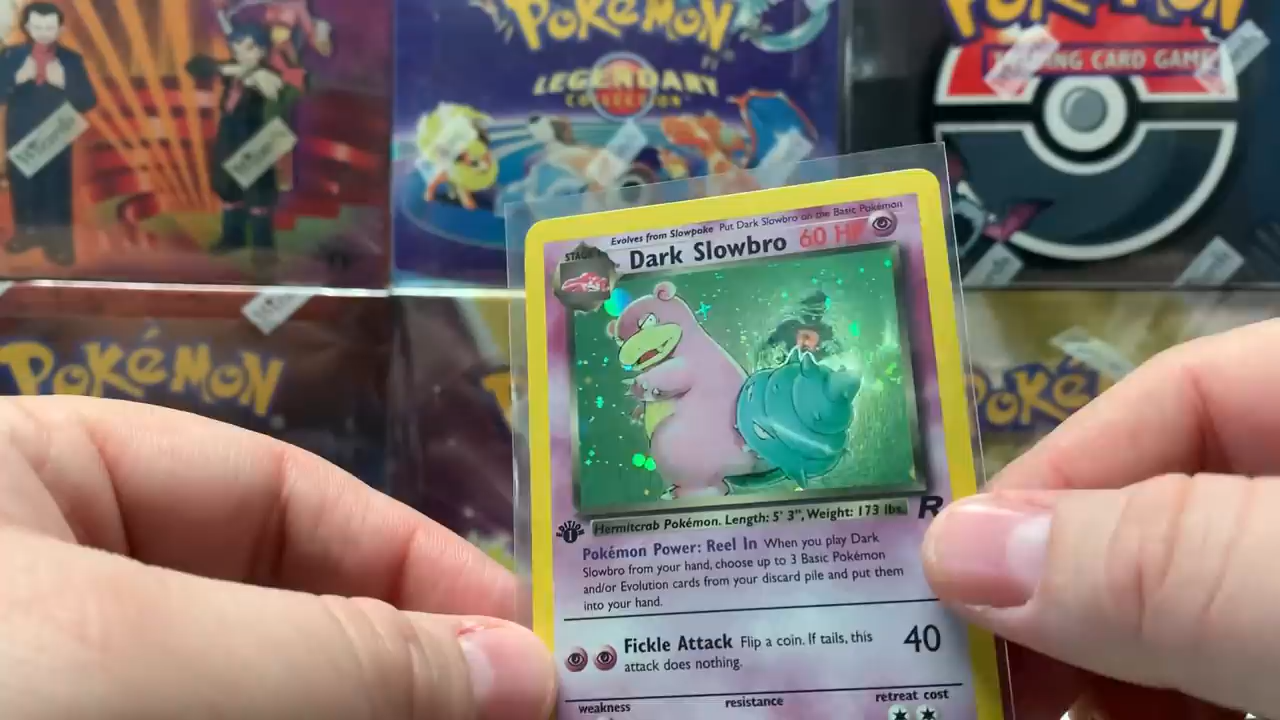 POKéMON
LEGENDARY
COLLECTION
POKéMON
TRADING CARD GAME
POKéMON
Poké
Evolves from Slowpoke Put Dark Slowbro on the Basic Pokémon
STAGE
Dark Slowbro 60 HP
EDITION
1
Hermitcrab Pokémon. Length: 5' 3", Weight: 173 lbs.
R
Pokémon Power: Reel In When you play Dark
Slowbro from your hand, choose up to 3 Basic Pokémon
and/or Evolution cards from your discard pile and put them
into your hand.
Fickle Attack Flip a coin. If tails, this
attack does nothing.
40
weakness
resistance
retreat cost